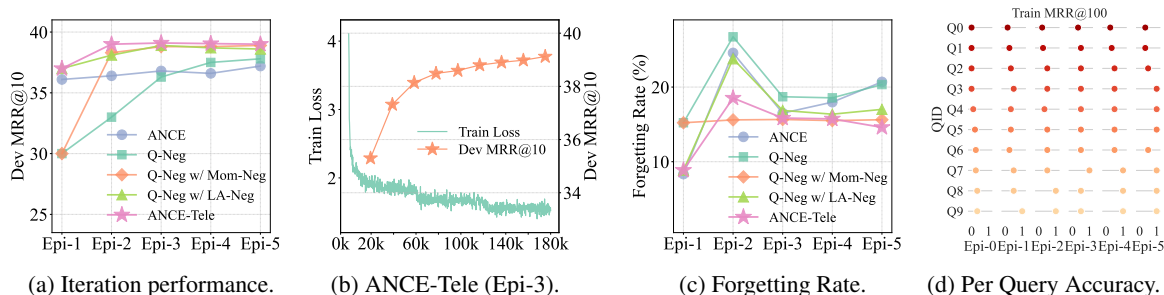 40
35
30
25
Dev MRR@10
ANCE
Q-Neg
Q-Neg w/ Mom-Neg
Q-Neg w/ LA-Neg
ANCE-Tele
Epi-1 Epi-2 Epi-3 Epi-4 Epi-5
(a) Iteration performance.
4
3
2
Train Loss
Train Loss
Dev MRR@10
40
38
36
34
Dev MRR@10
0k 20k 60k 100k 140k 180k
(b) ANCE-Tele (Epi-3).
20
10
Forgetting Rate (%)
ANCE
Q-Neg
Q-Neg w/ Mom-Neg
Q-Neg w/ LA-Neg
ANCE-Tele
Epi-1 Epi-2 Epi-3 Epi-4 Epi-5
(c) Forgetting Rate.
Train MRR@100
QID
Q0
Q1
Q2
Q3
Q4
Q5
Q6
Q7
Q8
Q9
0 1 0 1 0 1 0 1 0 1 0 1
Epi-0 Epi-1 Epi-2 Epi-3 Epi-4 Epi-5
(d) Per Query Accuracy.